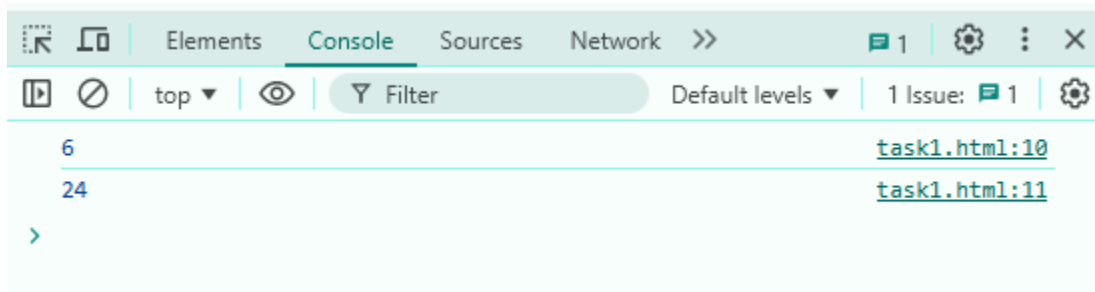 Elements Console Sources Network 1
top Filter Default levels 1 Issue: 1
6 task1.html:10
24 task1.html:11